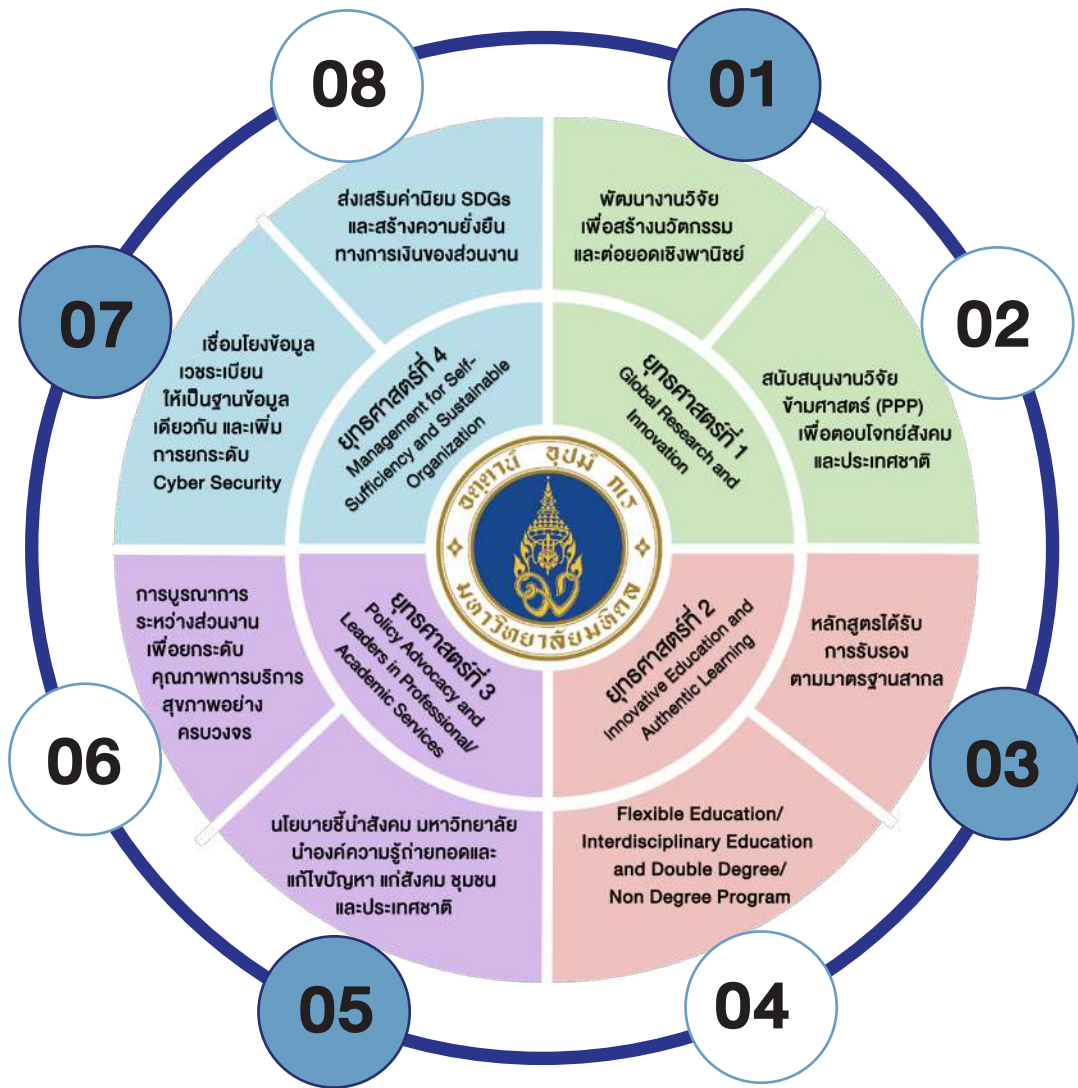 01
พัฒนางานวิจัย
เพื่อสร้างนวัตกรรม
และต่อยอดเชิงพานิชย์
02
สนับสนุนงานวิจัย
ข้ามศาสตร์ (PPP)
เพื่อตอบโจทย์สังคม
และประเทศชาติ
ยุทธศาสตร์ที่ 1
Global Research and
Innovation
03
หลักสูตรได้รับ
การรับรอง
ตามมาตรฐานสากล
04
Flexible Education/
Interdisciplinary Education
and Double Degree/
Non Degree Program
ยุทธศาสตร์ที่ 2
Innovative Education and
Authentic Learning
05
นโยบายชี้นำสังคม มหาวิทยาลัย
นำองค์ความรู้ถ่ายทอดและ
แก้ไขปัญหา แก่สังคม ชุมชน
และประเทศชาติ
06
การบูรณาการ
ระหว่างส่วนงาน
เพื่อยกระดับ
คุณภาพการบริการ
สุขภาพอย่าง
ครบวงจร
ยุทธศาสตร์ที่ 3
Policy Advocacy and
Leaders in Professional/
Academic Services
07
เชื่อมโยงข้อมูล
เวชระเบียน
ให้เป็นฐานข้อมูล
เดียวกัน และเพิ่ม
การยกระดับ
Cyber Security
08
ส่งเสริมค่านิยม SDGs
และสร้างความยั่งยืน
ทางการเงินของส่วนงาน
ยุทธศาสตร์ที่ 4
Management for Self-
Sufficiency and Sustainable
Organization
อตฺตานํ อุปมํ กเร
มหาวิทยาลัยมหิดล